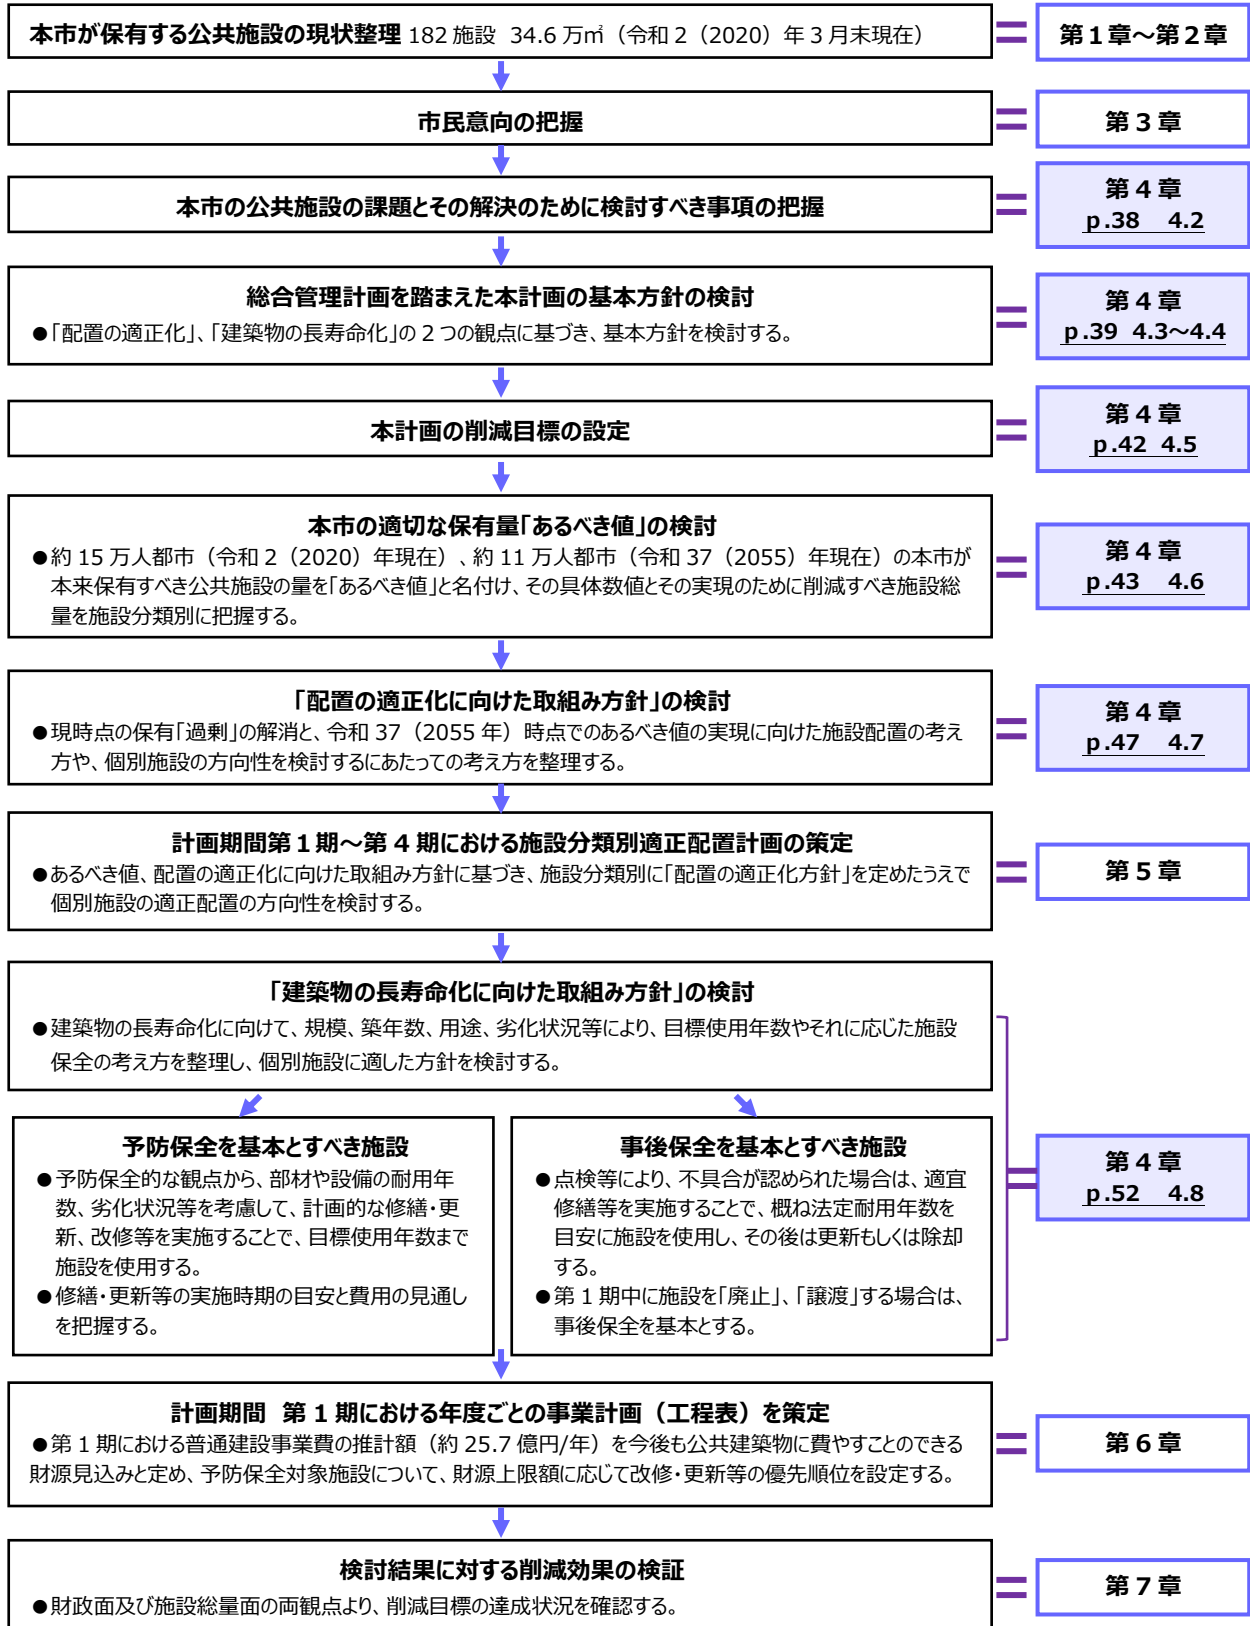 本市が保有する公共施設の現状整理 182 施設 34.6 万㎡（令和 2（2020）年 3 月末現在）
第１章～第２章
市民意向の把握
第３章
本市の公共施設の課題とその解決のために検討すべき事項の把握
第４章
ｐ.38 4.2
総合管理計画を踏まえた本計画の基本方針の検討
●「配置の適正化」、「建築物の長寿命化」の 2 つの観点に基づき、基本方針を検討する。
第４章
ｐ.39 4.3～4.4
本計画の削減目標の設定
第４章
ｐ.42 4.5
本市の適切な保有量「あるべき値」の検討
●約 15 万人都市（令和 2（2020）年現在）、約 11 万人都市（令和 37（2055）年現在）の本市が
本来保有すべき公共施設の量を「あるべき値」と名付け、その具体数値とその実現のために削減すべき施設総
量を施設分類別に把握する。
第４章
ｐ.43 4.6
「配置の適正化に向けた取組み方針」の検討
●現時点の保有「過剰」の解消と、令和 37（2055 年）時点でのあるべき値の実現に向けた施設配置の考え
方や、個別施設の方向性を検討するにあたっての考え方を整理する。
第４章
ｐ.47 4.7
計画期間第１期～第 4 期における施設分類別適正配置計画の策定
●あるべき値、配置の適正化に向けた取組み方針に基づき、施設分類別に「配置の適正化方針」を定めたうえで
個別施設の適正配置の方向性を検討する。
第５章
「建築物の長寿命化に向けた取組み方針」の検討
●建築物の長寿命化に向けて、規模、築年数、用途、劣化状況等により、目標使用年数やそれに応じた施設
保全の考え方を整理し、個別施設に適した方針を検討する。
予防保全を基本とすべき施設
●予防保全的な観点から、部材や設備の耐用年
数、劣化状況等を考慮して、計画的な修繕・更
新、改修等を実施することで、目標使用年数まで
施設を使用する。
●修繕・更新等の実施時期の目安と費用の見通し
を把握する。
事後保全を基本とすべき施設
●点検等により、不具合が認められた場合は、適宜
修繕等を実施することで、概ね法定耐用年数を
目安に施設を使用し、その後は更新もしくは除却
する。
●第 1 期中に施設を「廃止」、「譲渡」する場合は、
事後保全を基本とする。
第４章
ｐ.52 4.8
計画期間 第 1 期における年度ごとの事業計画（工程表）を策定
●第 1 期における普通建設事業費の推計額（約 25.7 億円/年）を今後も公共建築物に費やすことのできる
財源見込みと定め、予防保全対象施設について、財源上限額に応じて改修・更新等の優先順位を設定する。
第６章
検討結果に対する削減効果の検証
●財政面及び施設総量面の両観点より、削減目標の達成状況を確認する。
第７章